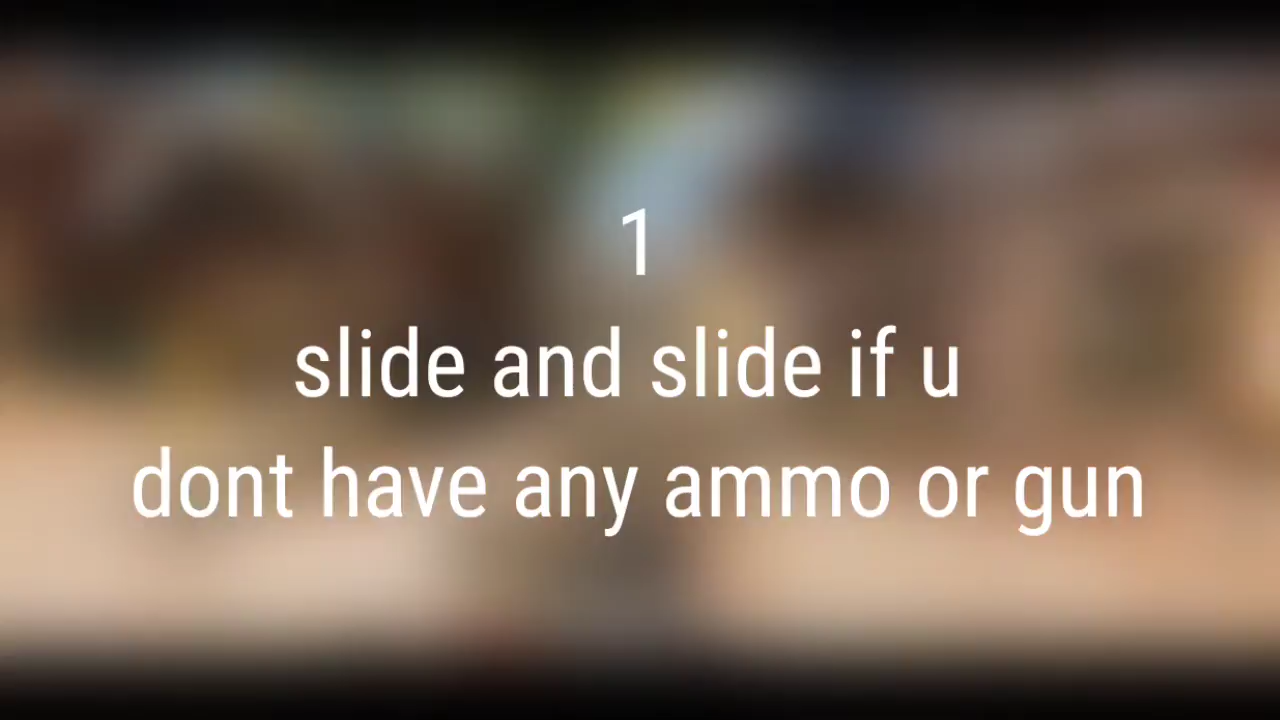 1
slide and slide if u
dont have any ammo or gun